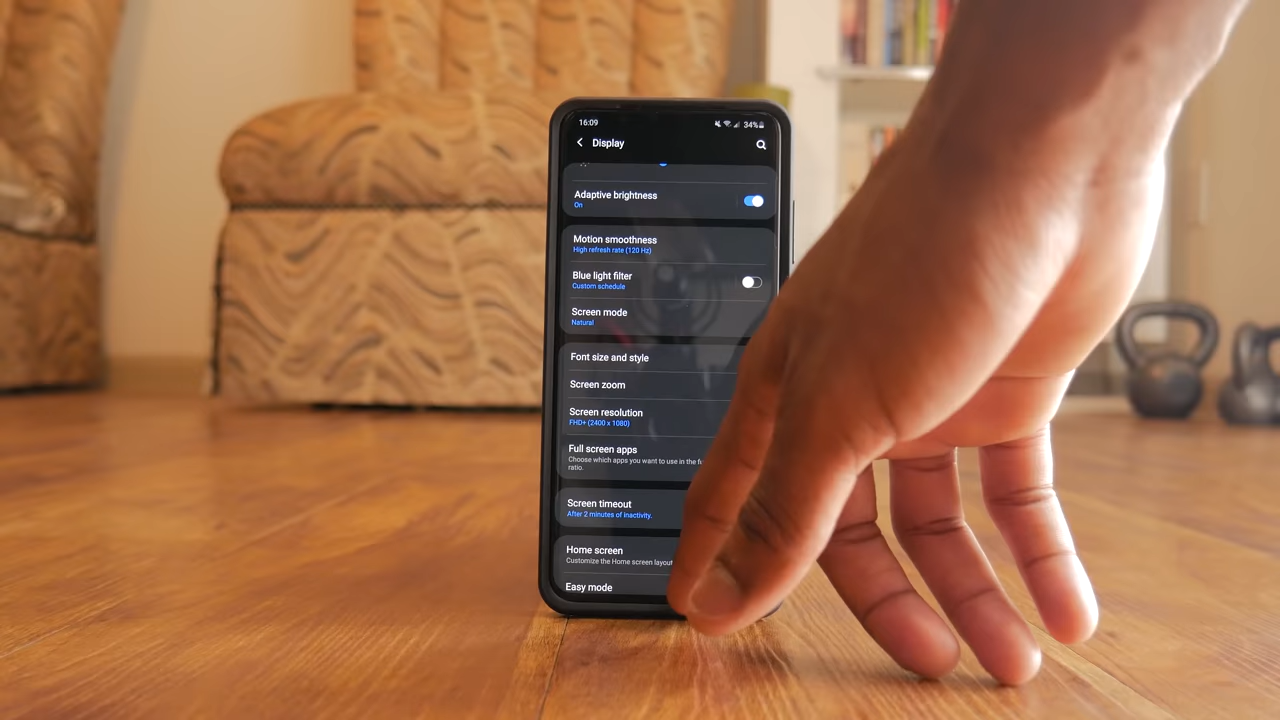 16:09 34%
Display
Adaptive brightness
On
Motion smoothness
High refresh rate (120 Hz)
Blue light filter
Custom schedule
Screen mode
Natural
Font size and style
Screen zoom
Screen resolution
FHD+ (2400 x 1080)
Full screen apps
Choose which apps you want to use in the
ratio.
Screen timeout
After 2 minutes of inactivity.
Home screen
Customize the Home screen layout
Easy mode